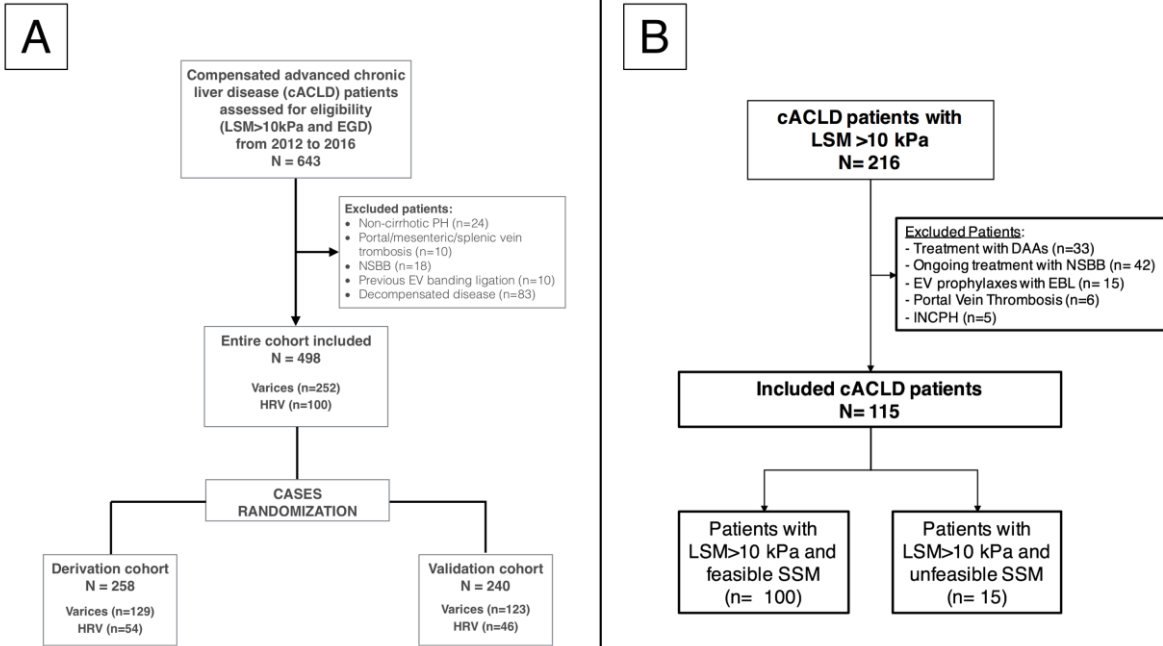 A
Compensated advanced chronic
liver disease (cACLD) patients
assessed for eligibility
(LSM>10kPa and EGD)
from 2012 to 2016
N = 643
Excluded patients:
• Non-cirrhotic PH (n=24)
• Portal/mesenteric/splenic vein
trombosis (n=10)
• NSBB (n=18)
• Previous EV banding ligation (n=10)
• Decompensated disease (n=83)
Entire cohort included
N = 498
Varices (n=252)
HRV (n=100)
CASES
RANDOMIZATION
Derivation cohort
N = 258
Varices (n=129)
HRV (n=54)
Validation cohort
N = 240
Varices (n=123)
HRV (n=46)
B
cACLD patients with
LSM >10 kPa
N= 216
Excluded Patients:
- Treatment with DAAs (n=33)
- Ongoing treatment with NSBB (n= 42)
- EV prophylaxes with EBL (n= 15)
- Portal Vein Thrombosis (n=6)
- INCPH (n=5)
Included cACLD patients
N= 115
Patients with
LSM>10 kPa and
feasible SSM
(n= 100)
Patients with
LSM>10 kPa and
unfeasible SSM
(n= 15)